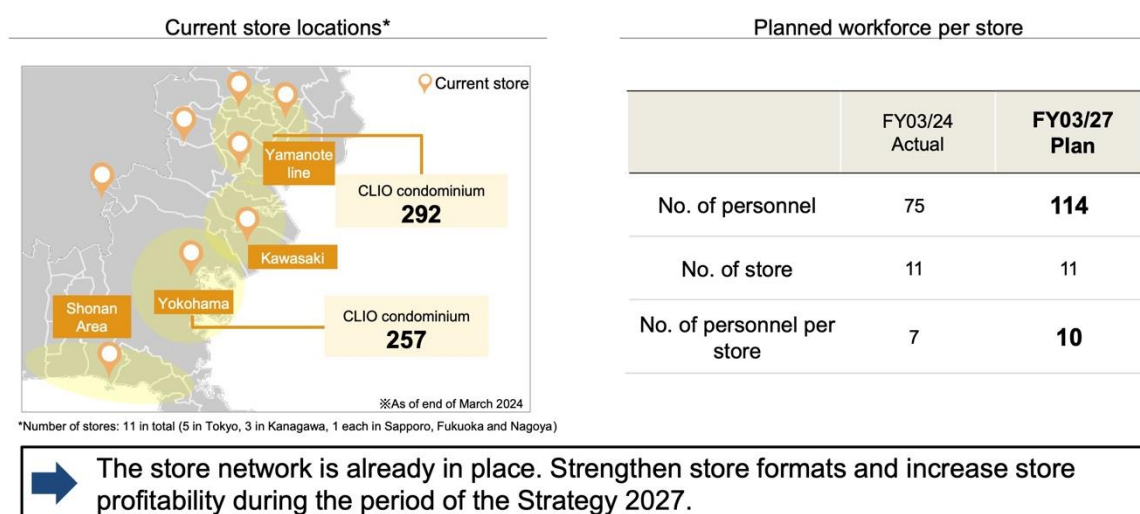 Current store locations*
Current store
Yamanote
line
CLIO condominium
292
Kawasaki
Yokohama
Shonan
Area
CLIO condominium
257
※As of end of March 2024
*Number of stores: 11 in total (5 in Tokyo, 3 in Kanagawa, 1 each in Sapporo, Fukuoka and Nagoya)
Planned workforce per store
FY03/24
Actual
FY03/27
Plan
No. of personnel 75 114
No. of store 11 11
No. of personnel per
store 7 10
The store network is already in place. Strengthen store formats and increase store
profitability during the period of the Strategy 2027.